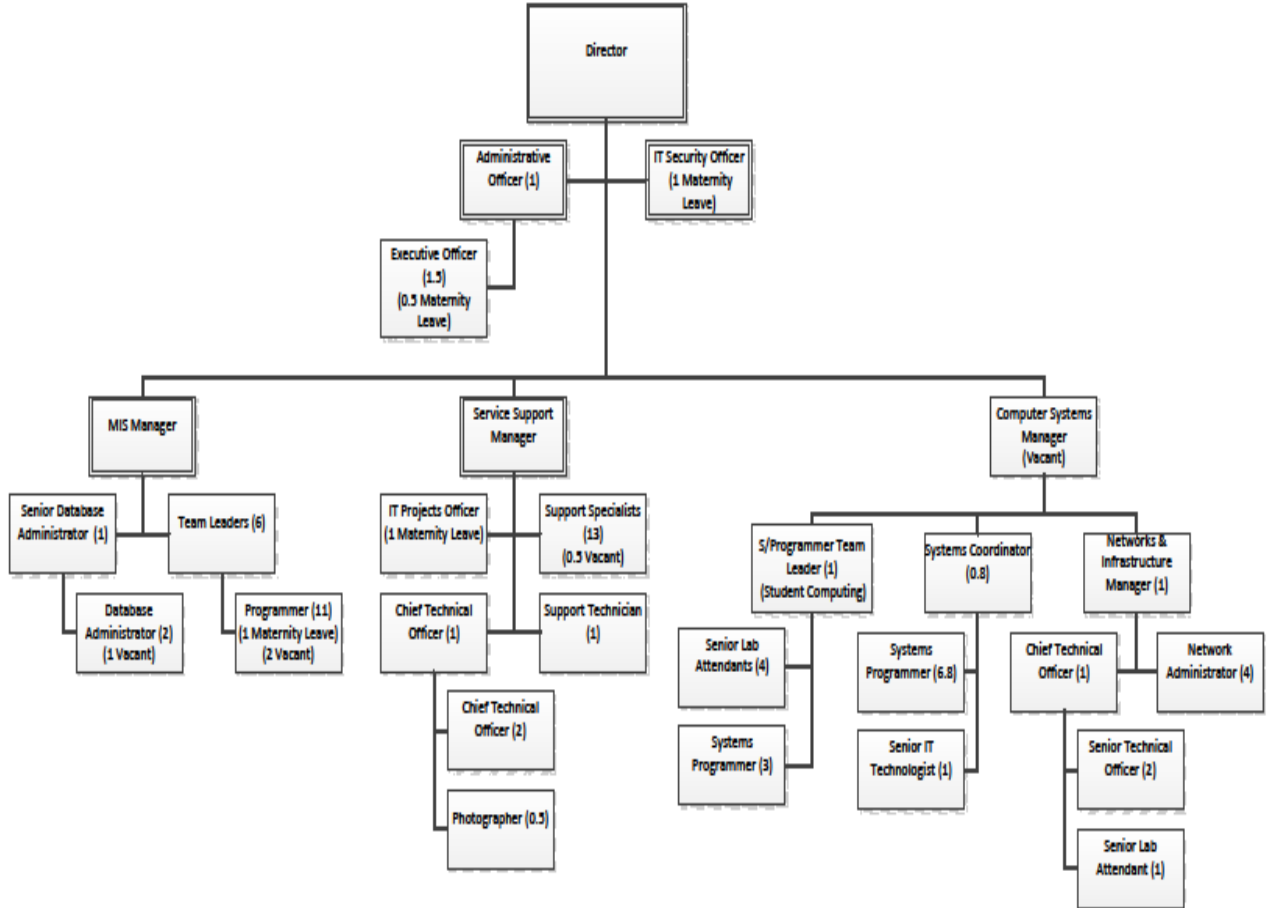 Director
Administrative
Officer (1)
IT Security Officer
(1 Maternity
Leave)
Executive Officer
(1.5)
(0.5 Maternity
Leave)
MIS Manager
Service Support
Manager
Computer Systems
Manager
(Vacant)
Senior Database
Administrator (1)
Team Leaders (6)
IT Projects Officer
(1 Maternity Leave)
Support Specialists
(13)
(0.5 Vacant)
S/Programmer Team
Leader (1)
(Student Computing)
Systems Coordinator
(0.8)
Networks &
Infrastructure
Manager (1)
Database
Administrator (2)
(1 Vacant)
Programmer (11)
(1 Maternity Leave)
(2 Vacant)
Chief Technical
Officer (1)
Support Technician
(1)
Senior Lab
Attendants (4)
Systems
Programmer (6.8)
Chief Technical
Officer (1)
Network
Administrator (4)
Chief Technical
Officer (2)
Systems
Programmer (3)
Senior IT
Technologist (1)
Senior Technical
Officer (2)
Photographer (0.5)
Senior Lab
Attendant (1)